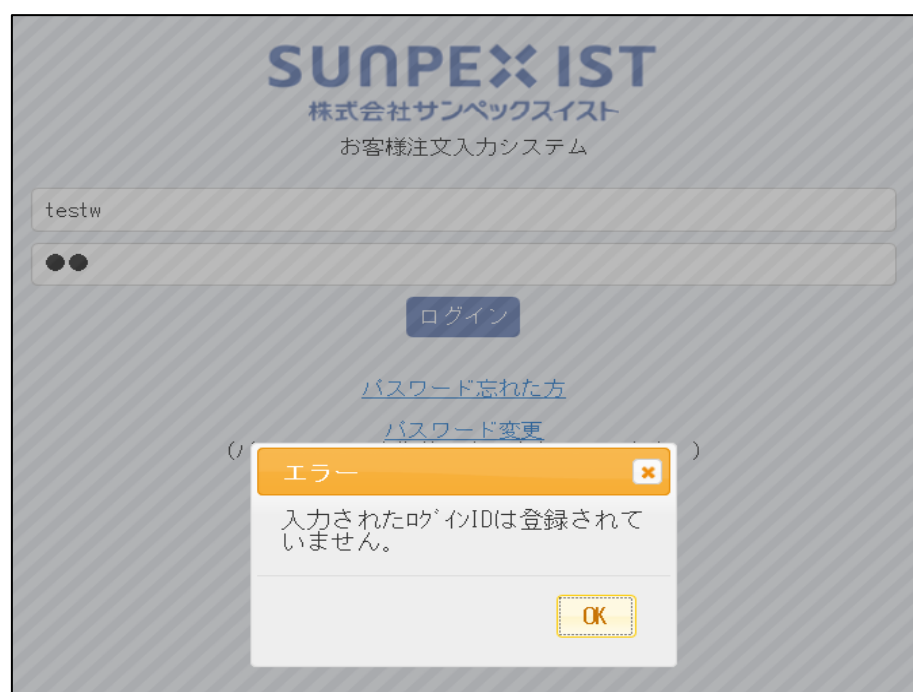 SUNPEX IST
株式会社サンペックスイスト
お客様注文入力システム
testw
●●
ログイン
パスワード忘れた方
パスワード変更
( )
エラー
入力されたﾛｸﾞｲﾝIDは登録されて
いません。
OK